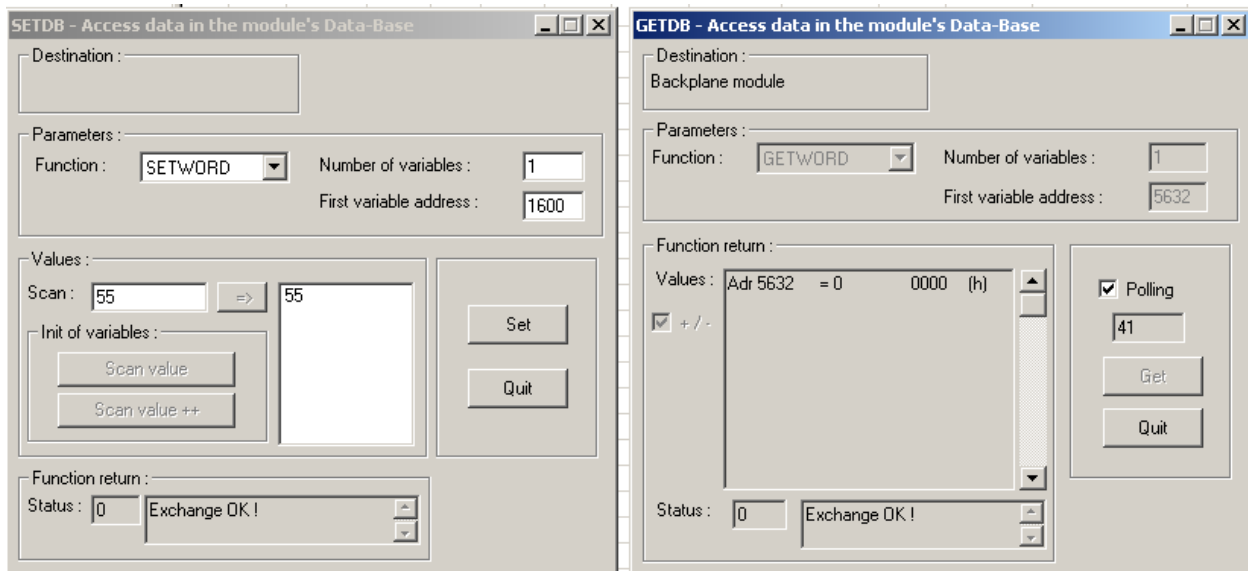 SETDB - Access data in the module's Data-Base
Destination :
Parameters :
Function :
SETWORD
Number of variables :
1
First variable address :
1600
Values :
Scan :
55
=>
55
Init of variables :
Scan value
Scan value ++
Set
Quit
Function return :
Status :
0
Exchange OK !
GETDB - Access data in the module's Data-Base
Destination :
Backplane module
Parameters :
Function :
GETWORD
Number of variables :
1
First variable address :
5632
Function return :
Values :
Adr 5632 = 0 0000 (h)
+ / -
Polling
41
Get
Quit
Status :
0
Exchange OK !